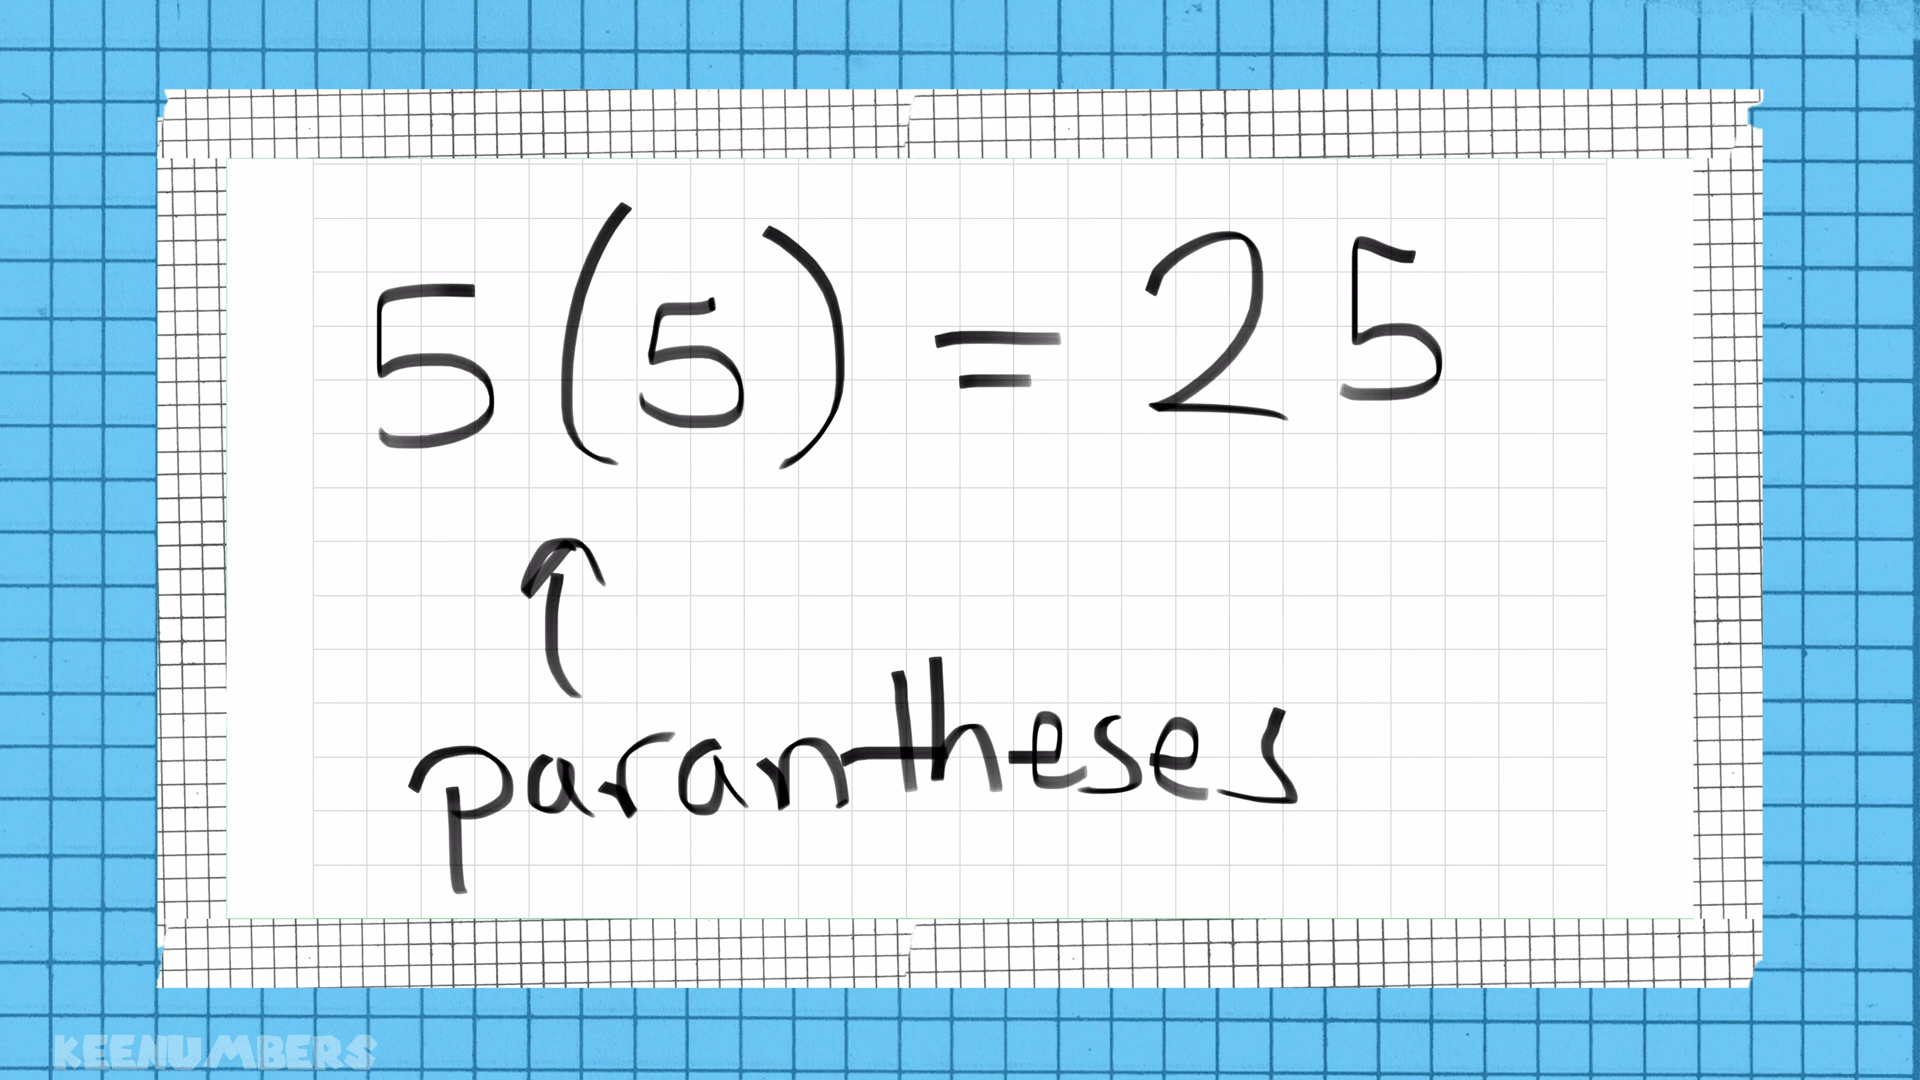 5(5) = 25
↑
parantheses
KEENUMBERS